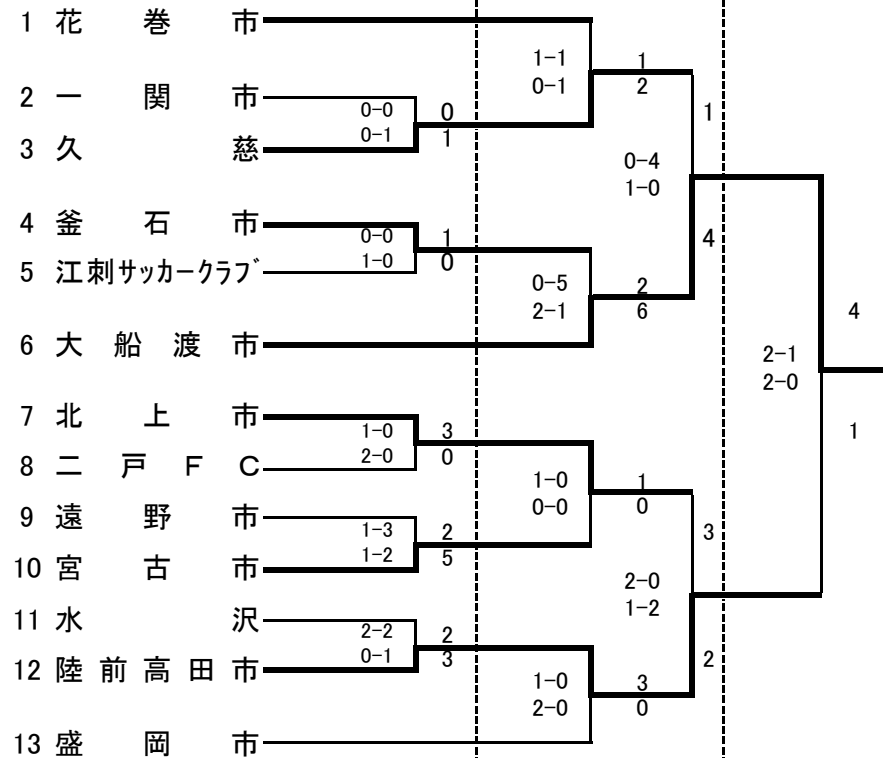 1 花巻市
1-1 1
0-1 2
2 一関市
0-0 0
1
3 久慈
0-1 1
0-4
1-0
4 釜石市
0-0 1
4
5 江刺サッカークラブ
1-0 0
0-5 2
2-1 6
4
6 大船渡市
2-1
2-0
7 北上市
1-0 3
1
8 二戸FC
2-0 0
1-0 1
0-0 0
9 遠野市
1-3 2
3
10 宮古市
1-2 5
2-0
1-2
11 水沢
2-2 2
12 陸前高田市
0-1 3
2
1-0 3
2-0 0
13 盛岡市